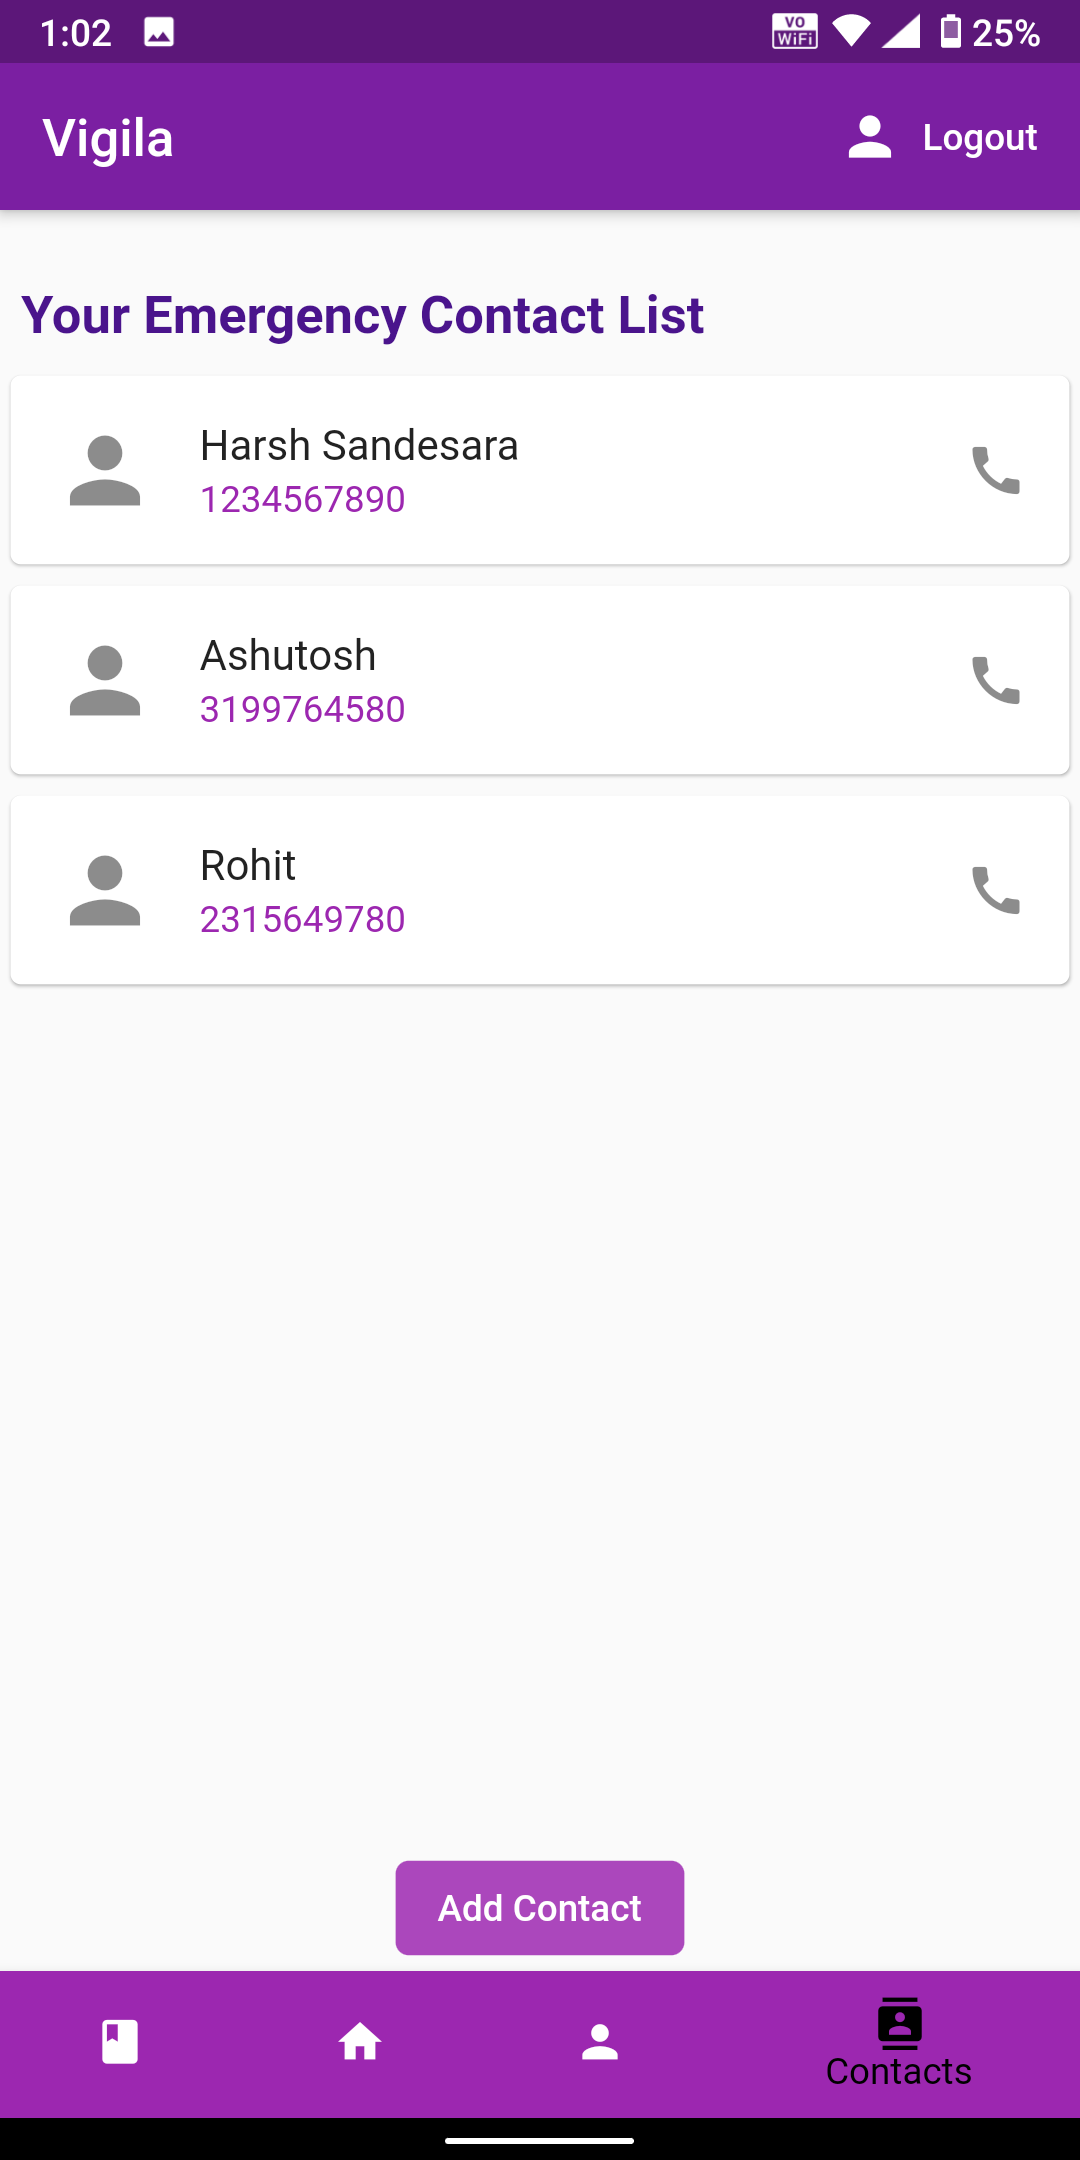 1:02
VO
WiFi
25%
Vigila
Logout
Your Emergency Contact List
Harsh Sandesara
1234567890
Ashutosh
3199764580
Rohit
2315649780
Add Contact
Contacts